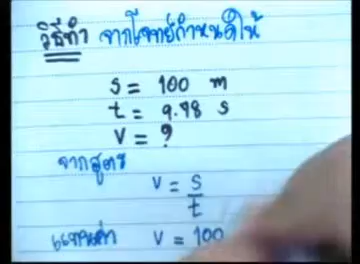 วิธีทำ จากโจทย์กำหนดให้
s = 100 m
t = 9.98 s
v = ?
จากสูตร
v = s/t
แทนค่า v = 100